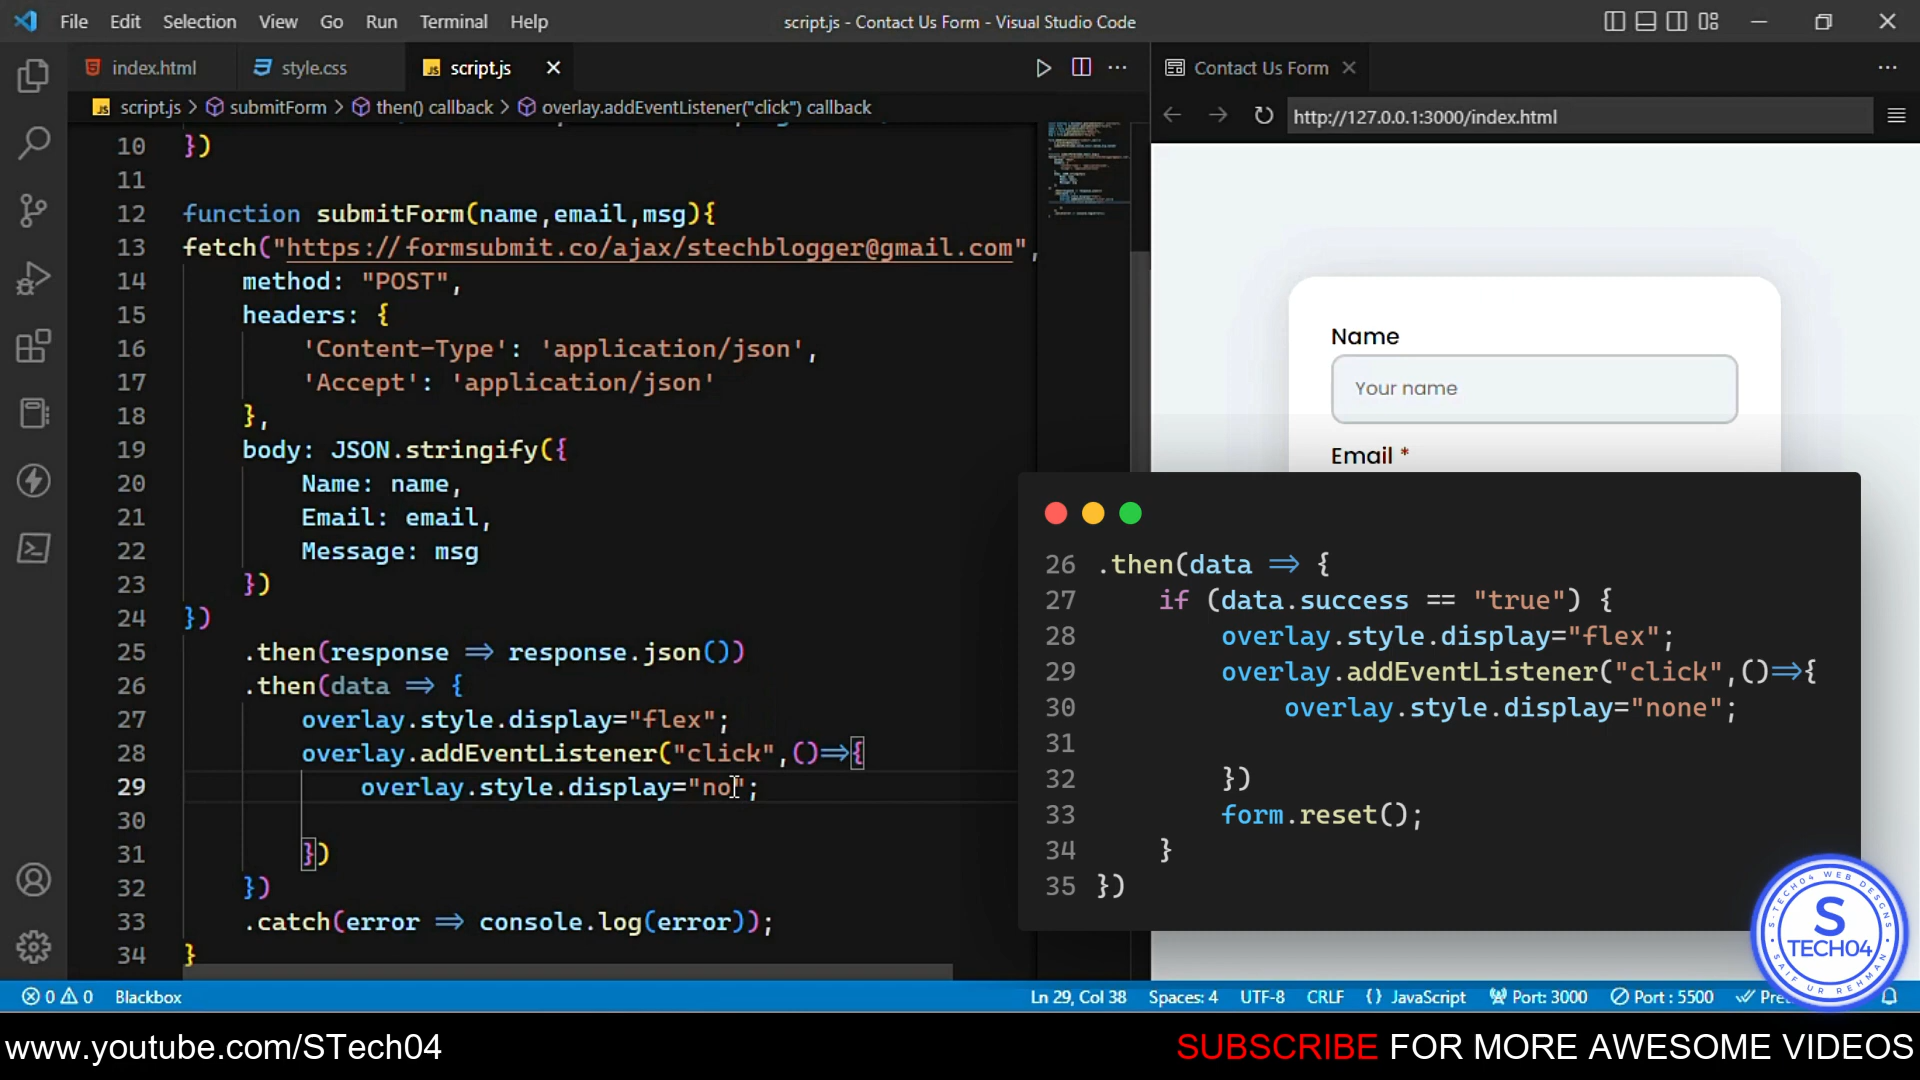 File Edit Selection View Go Run Terminal Help
script.js - Contact Us Form - Visual Studio Code
index.html
style.css
script.js
script.js > submitForm > then() callback > overlay.addEventListener("click") callback
10 })
11
12 function submitForm(name,email,msg){
13 fetch("https://formsubmit.co/ajax/stechblogger@gmail.com",
14 method: "POST",
15 headers: {
16 'Content-Type': 'application/json',
17 'Accept': 'application/json'
18 },
19 body: JSON.stringify({
20 Name: name,
21 Email: email,
22 Message: msg
23 })
24 })
25 .then(response => response.json())
26 .then(data => {
27 overlay.style.display="flex";
28 overlay.addEventListener("click",()=>{
29 overlay.style.display="no";
30
31 })
32 })
33 .catch(error => console.log(error));
34 }
Contact Us Form
http://127.0.0.1:3000/index.html
Name
Your name
Email *
26 .then(data => {
27 if (data.success == "true") {
28 overlay.style.display="flex";
29 overlay.addEventListener("click",()=>{
30 overlay.style.display="none";
31
32 })
33 form.reset();
34 }
35 })
S-TECH04 WEB DESGNS
S
TECH04
SAIF UR REHMAN
0 0 Blackbox
Ln 29, Col 38 Spaces: 4 UTF-8 CRLF {} JavaScript Port: 3000 Port : 5500
www.youtube.com/STech04
SUBSCRIBE FOR MORE AWESOME VIDEOS